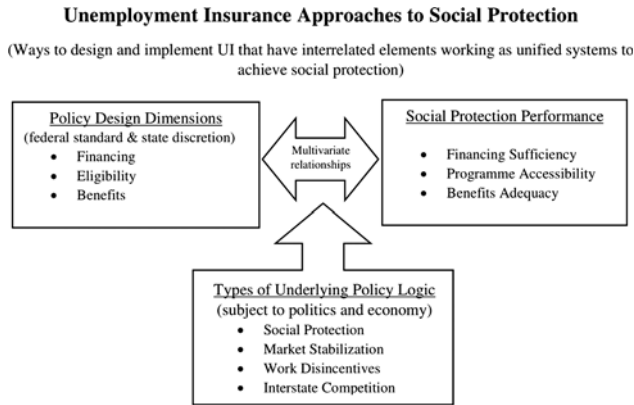 Unemployment Insurance Approaches to Social Protection
(Ways to design and implement UI that have interrelated elements working as unified systems to
achieve social protection)
Policy Design Dimensions
(federal standard & state discretion)
• Financing
• Eligibility
• Benefits
Multivariate
relationships
Social Protection Performance
• Financing Sufficiency
• Programme Accessibility
• Benefits Adequacy
Types of Underlying Policy Logic
(subject to politics and economy)
• Social Protection
• Market Stabilization
• Work Disincentives
• Interstate Competition